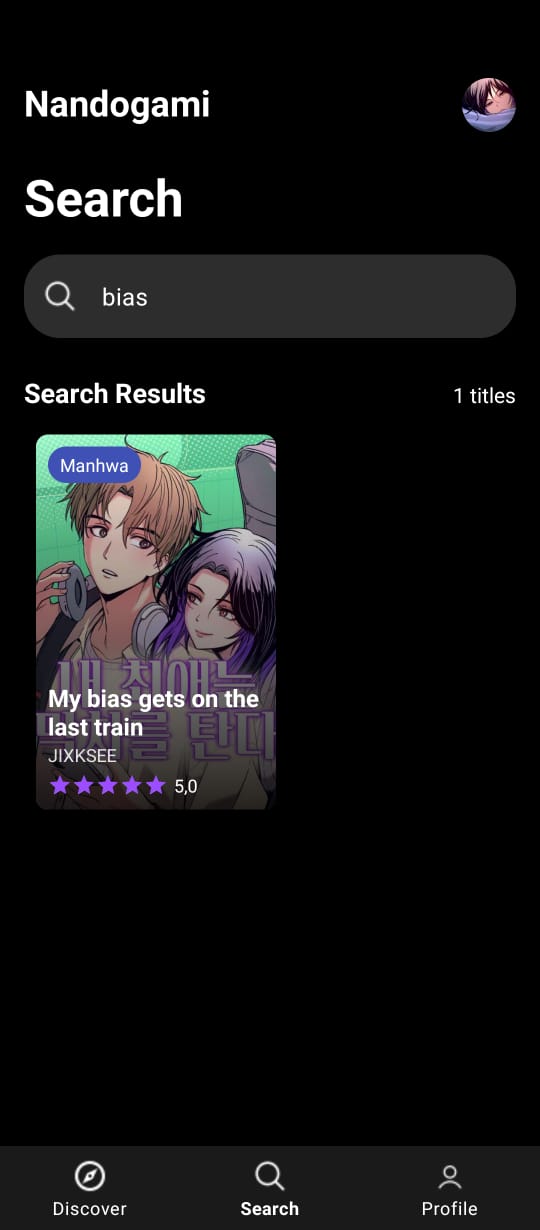 Nandogami
Search
bias
Search Results
1 titles
Manhwa
내 최애는
막차를 탄다
My bias gets on the
last train
JIXKSEE
5,0
Discover
Search
Profile